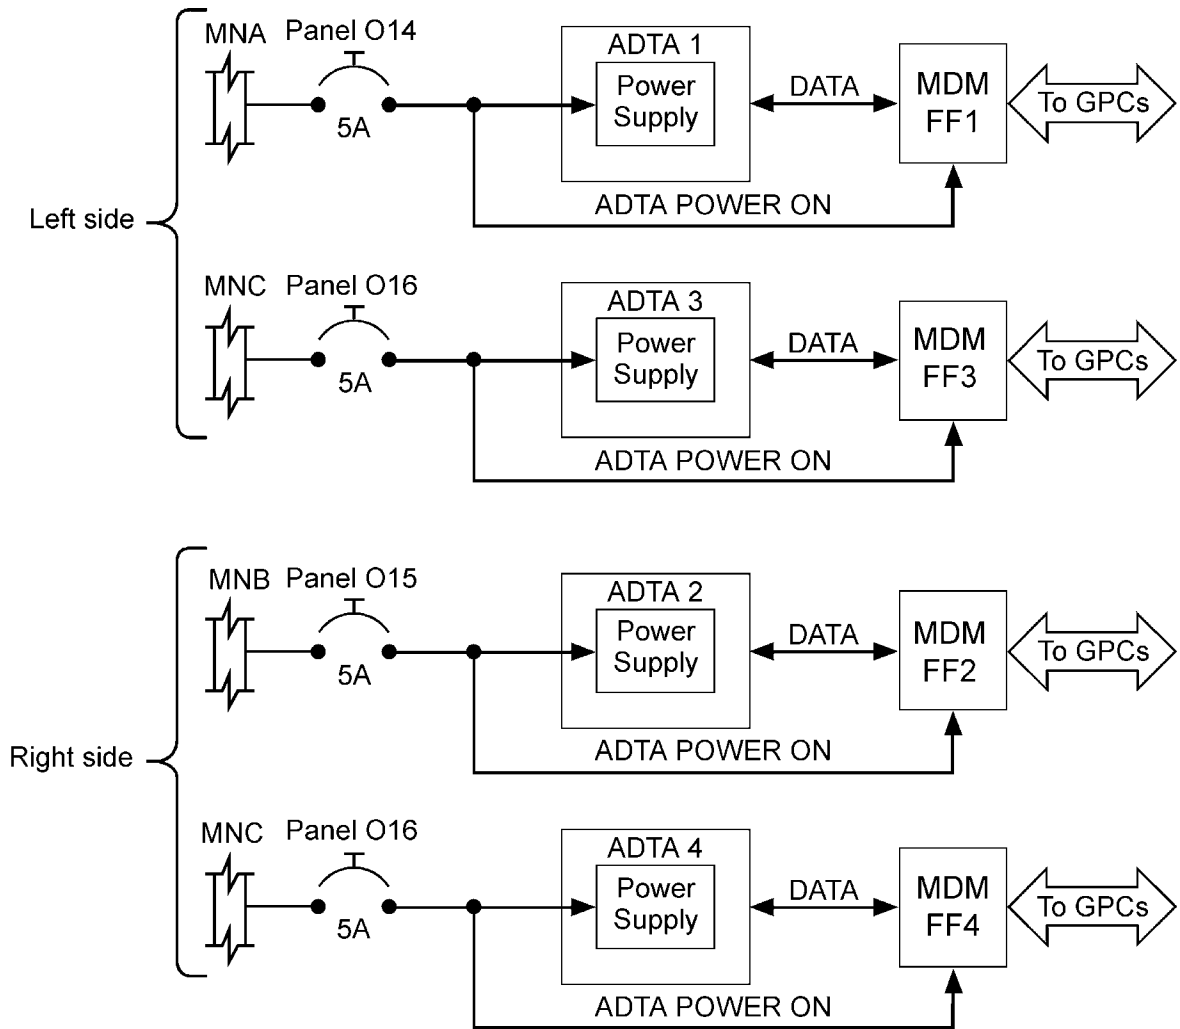 MNA
Panel O14
5A
ADTA 1
Power
Supply
DATA
MDM
FF1
To GPCs
ADTA POWER ON
Left side
MNC
Panel O16
5A
ADTA 3
Power
Supply
DATA
MDM
FF3
To GPCs
ADTA POWER ON
MNB
Panel O15
5A
ADTA 2
Power
Supply
DATA
MDM
FF2
To GPCs
ADTA POWER ON
Right side
MNC
Panel O16
5A
ADTA 4
Power
Supply
DATA
MDM
FF4
To GPCs
ADTA POWER ON